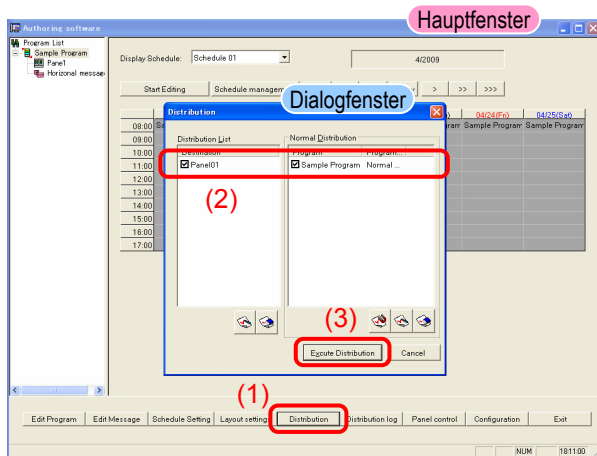 Hauptfenster
Authoring software
Program List
Sample Program
Panel1
Horizonal message
Display Schedule: Schedule 01
4/2009
Start Editing Schedule managem > >> >>>
Dialogfenster
Distribution
04/24(Fri) 04/25(Sat)
08:00 Sample Program Sample Program
09:00
10:00
11:00
12:00
13:00
14:00
15:00
16:00
17:00
Distribution List Normal Distribution
Destination Program Program...
Panel01 Sample Program Normal ...
(2)
(3)
Excute Distribution Cancel
(1)
Edit Program Edit Message Schedule Setting Layout setting Distribution Distribution log Panel control Configuration Exit
NUM 18:11:00